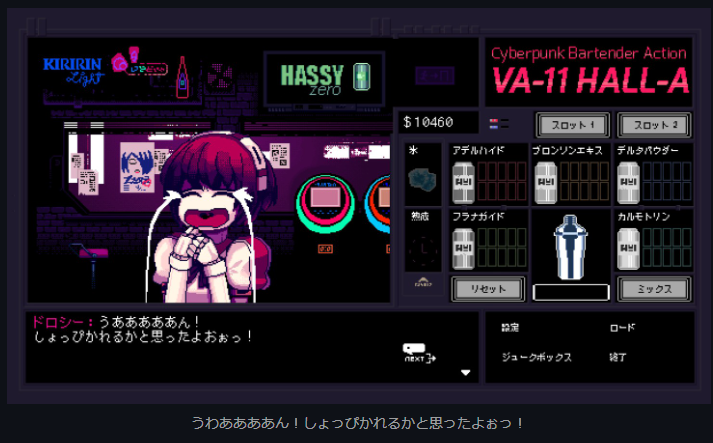 KIRIRIN
Light
HASSY
zero
Cyberpunk Bartender Action
VA-11 HALL-A
$10460
スロット 1
スロット 2
氷
アデルハイド
ブロンソンエキス
デルタパウダー
熟成
フラナガイド
カルモトリン
リセット
ミックス
ドロシー：うあああああん！
しょっぴかれるかと思ったよおぉっ！
NEXT
設定
ロード
ジュークボックス
終了
うわああああん！しょっぴかれるかと思ったよぉっ！